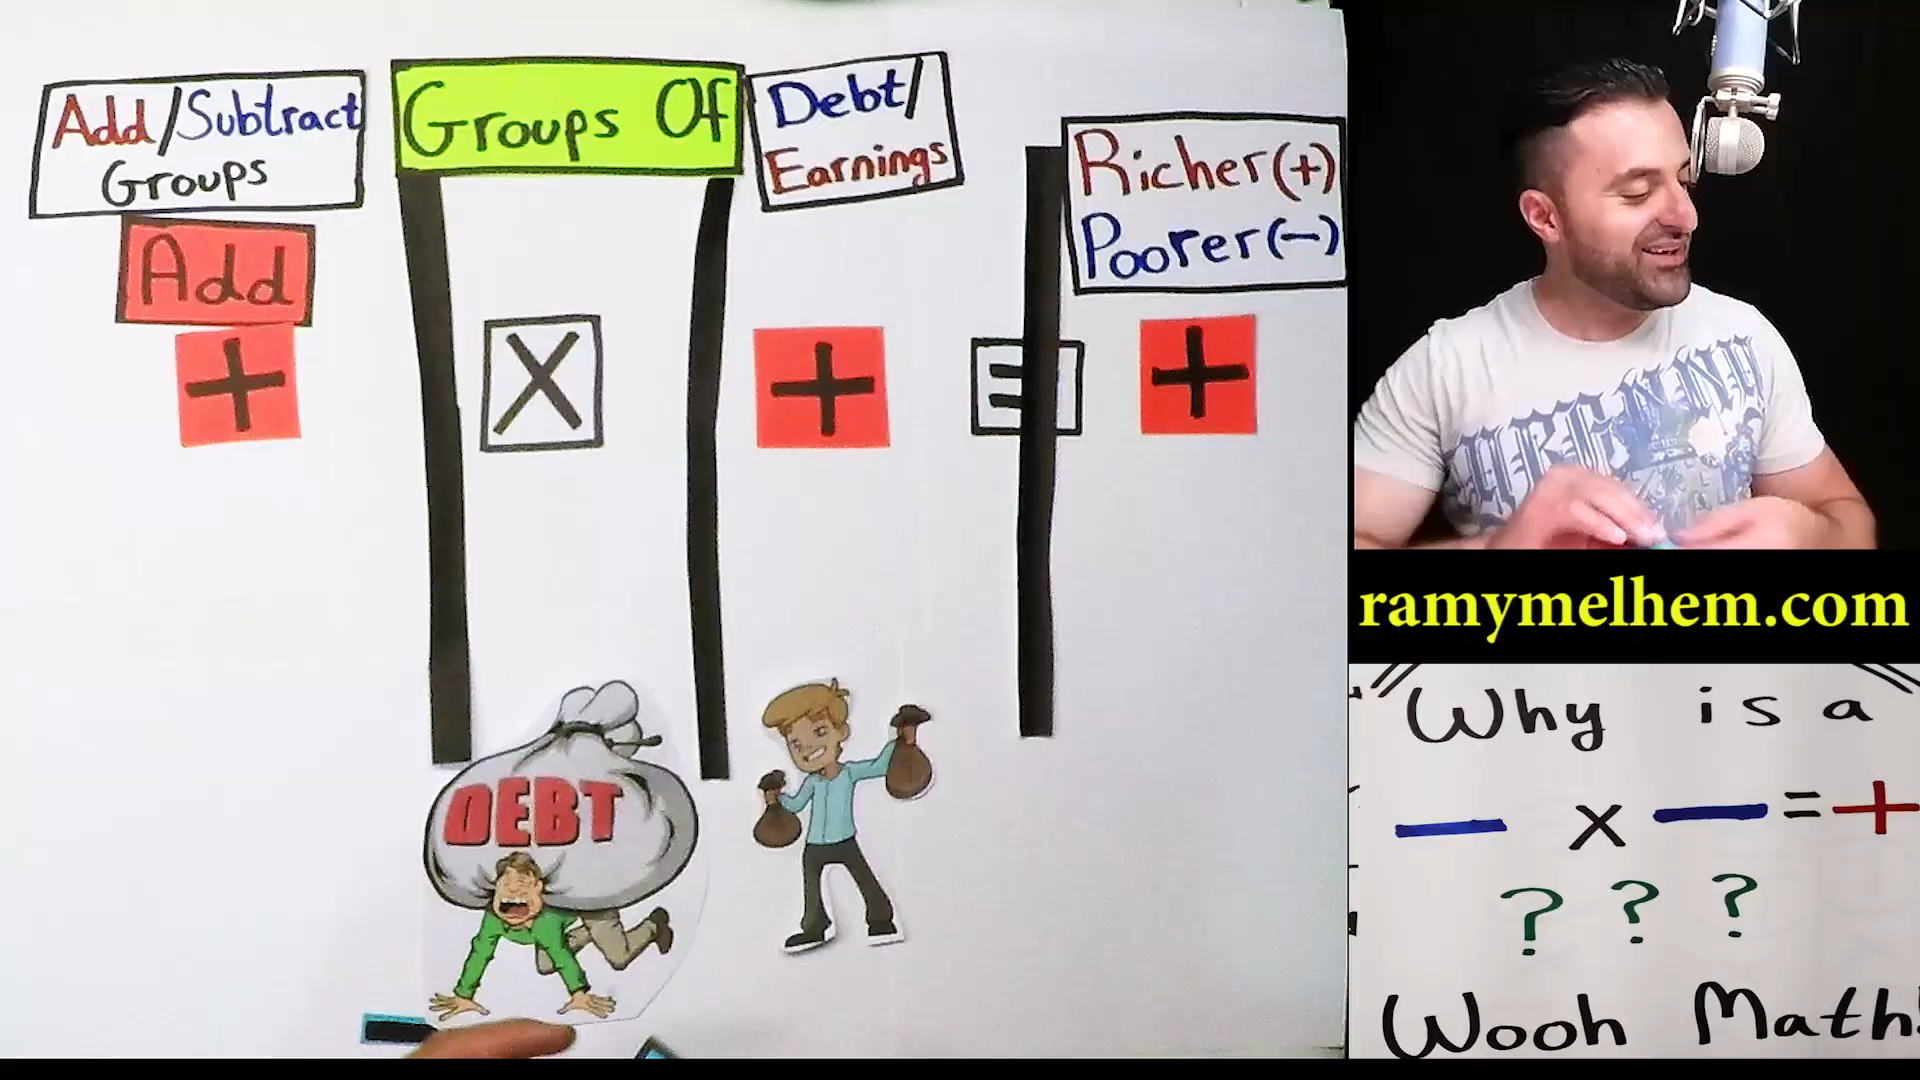 Add/Subtract
Groups
Groups Of
Debt/
Earnings
Richer(+)
Poorer(-)
Add
+ X + = +
DEBT
ramymelhem.com
Why is a
- x - = +
? ? ?
Wooh Math!